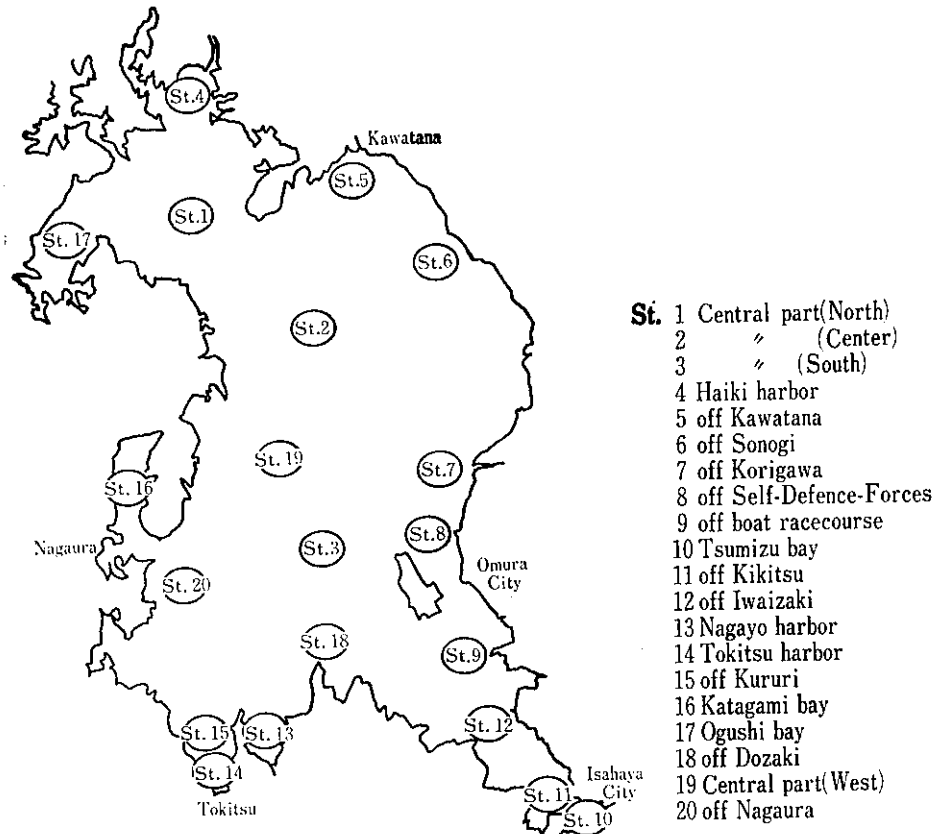 St.4
Kawatana
St.5
St.1
St. 17
St.6
St.2
St. 19
St.7
St. 16
St.8
Nagaura
St.3
Omura
City
St. 20
St. 18
St.9
St. 12
St. 15
St. 13
St. 14
Tokitsu
Isahaya
City
St. 11
St. 10
St. 1 Central part(North)
2 〃 (Center)
3 〃 (South)
4 Haiki harbor
5 off Kawatana
6 off Sonogi
7 off Korigawa
8 off Self-Defence-Forces
9 off boat racecourse
10 Tsumizu bay
11 off Kikitsu
12 off Iwaizaki
13 Nagayo harbor
14 Tokitsu harbor
15 off Kururi
16 Katagami bay
17 Ogushi bay
18 off Dozaki
19 Central part(West)
20 off Nagaura